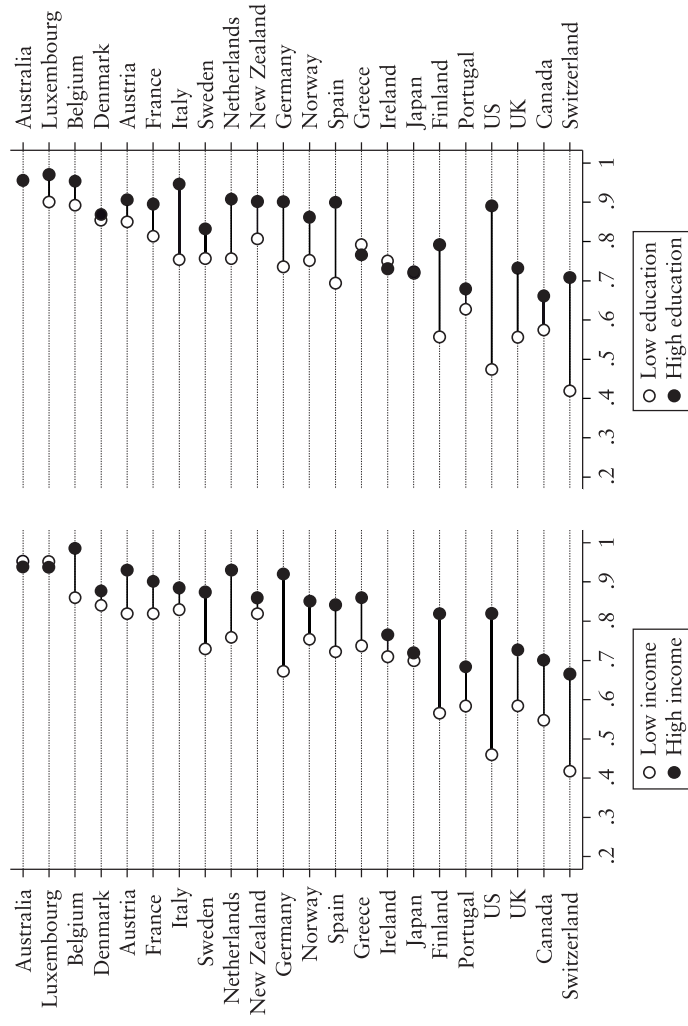 Australia
Luxembourg
Belgium
Denmark
Austria
France
Italy
Sweden
Netherlands
New Zealand
Germany
Norway
Spain
Greece
Ireland
Japan
Finland
Portugal
US
UK
Canada
Switzerland
.2 .3 .4 .5 .6 .7 .8 .9 1
Low income
High income
.2 .3 .4 .5 .6 .7 .8 .9 1
Low education
High education
Australia
Luxembourg
Belgium
Denmark
Austria
France
Italy
Sweden
Netherlands
New Zealand
Germany
Norway
Spain
Greece
Ireland
Japan
Finland
Portugal
US
UK
Canada
Switzerland